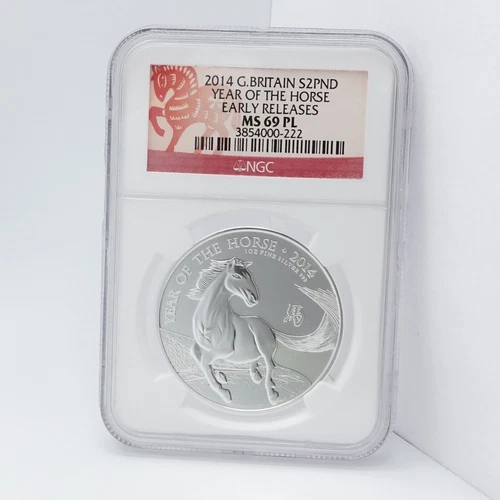 2014 G.BRITAIN S2PND
YEAR OF THE HORSE
EARLY RELEASES
MS 69 PL
3854000-222
NGC
YEAR OF THE HORSE • 2014
1OZ FINE SILVER 999
馬